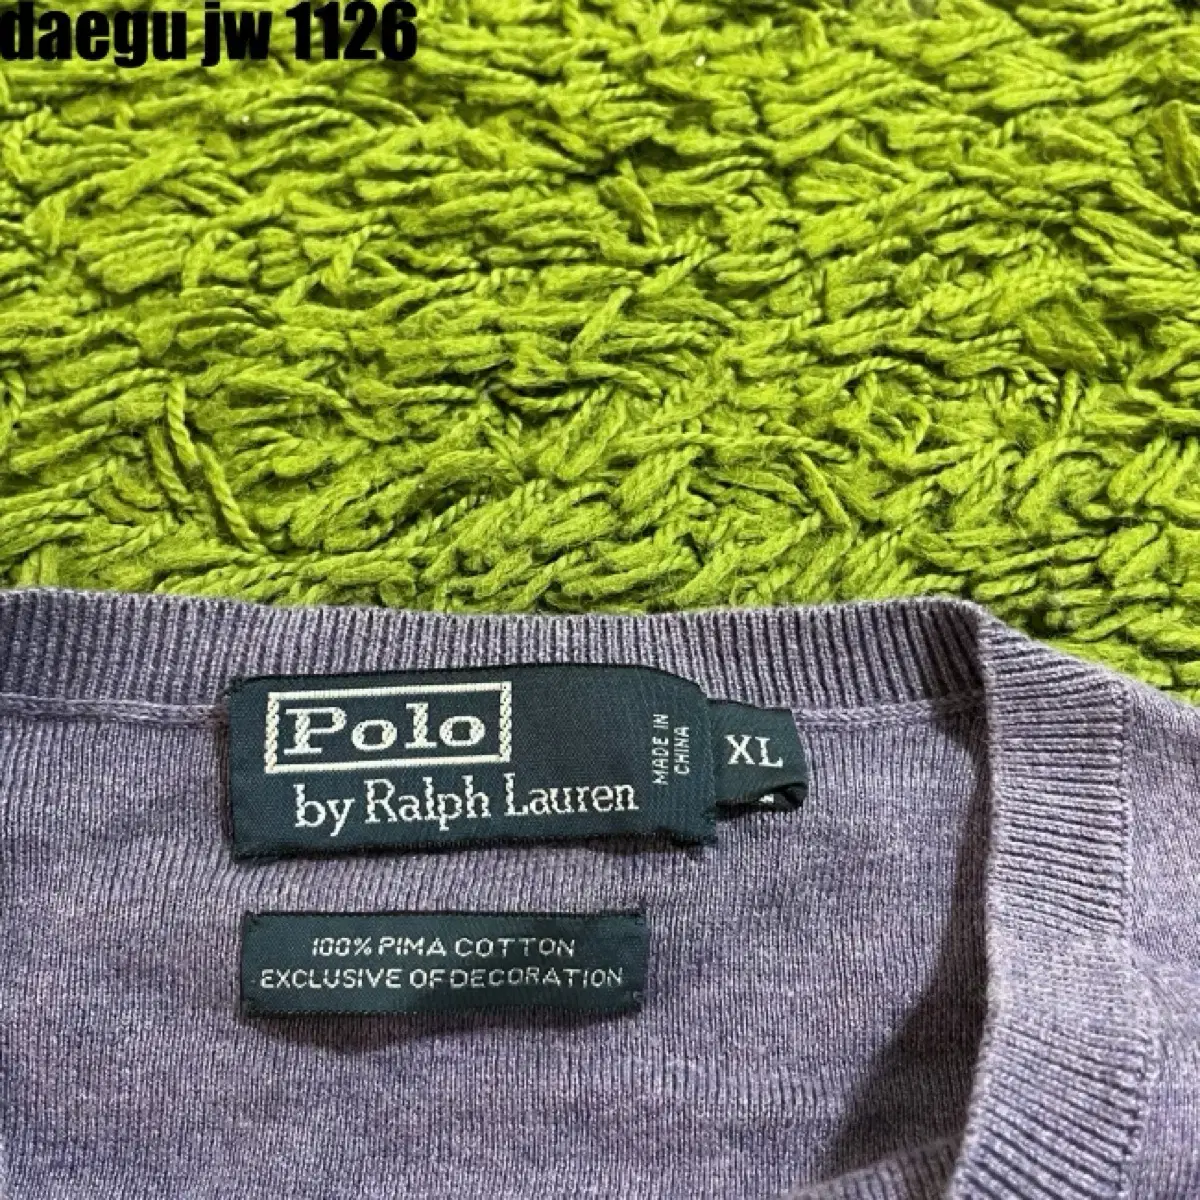 daegu jw 1126
Polo
by Ralph Lauren
MADE IN
CHINA
XL
100% PIMA COTTON
EXCLUSIVE OF DECORATION